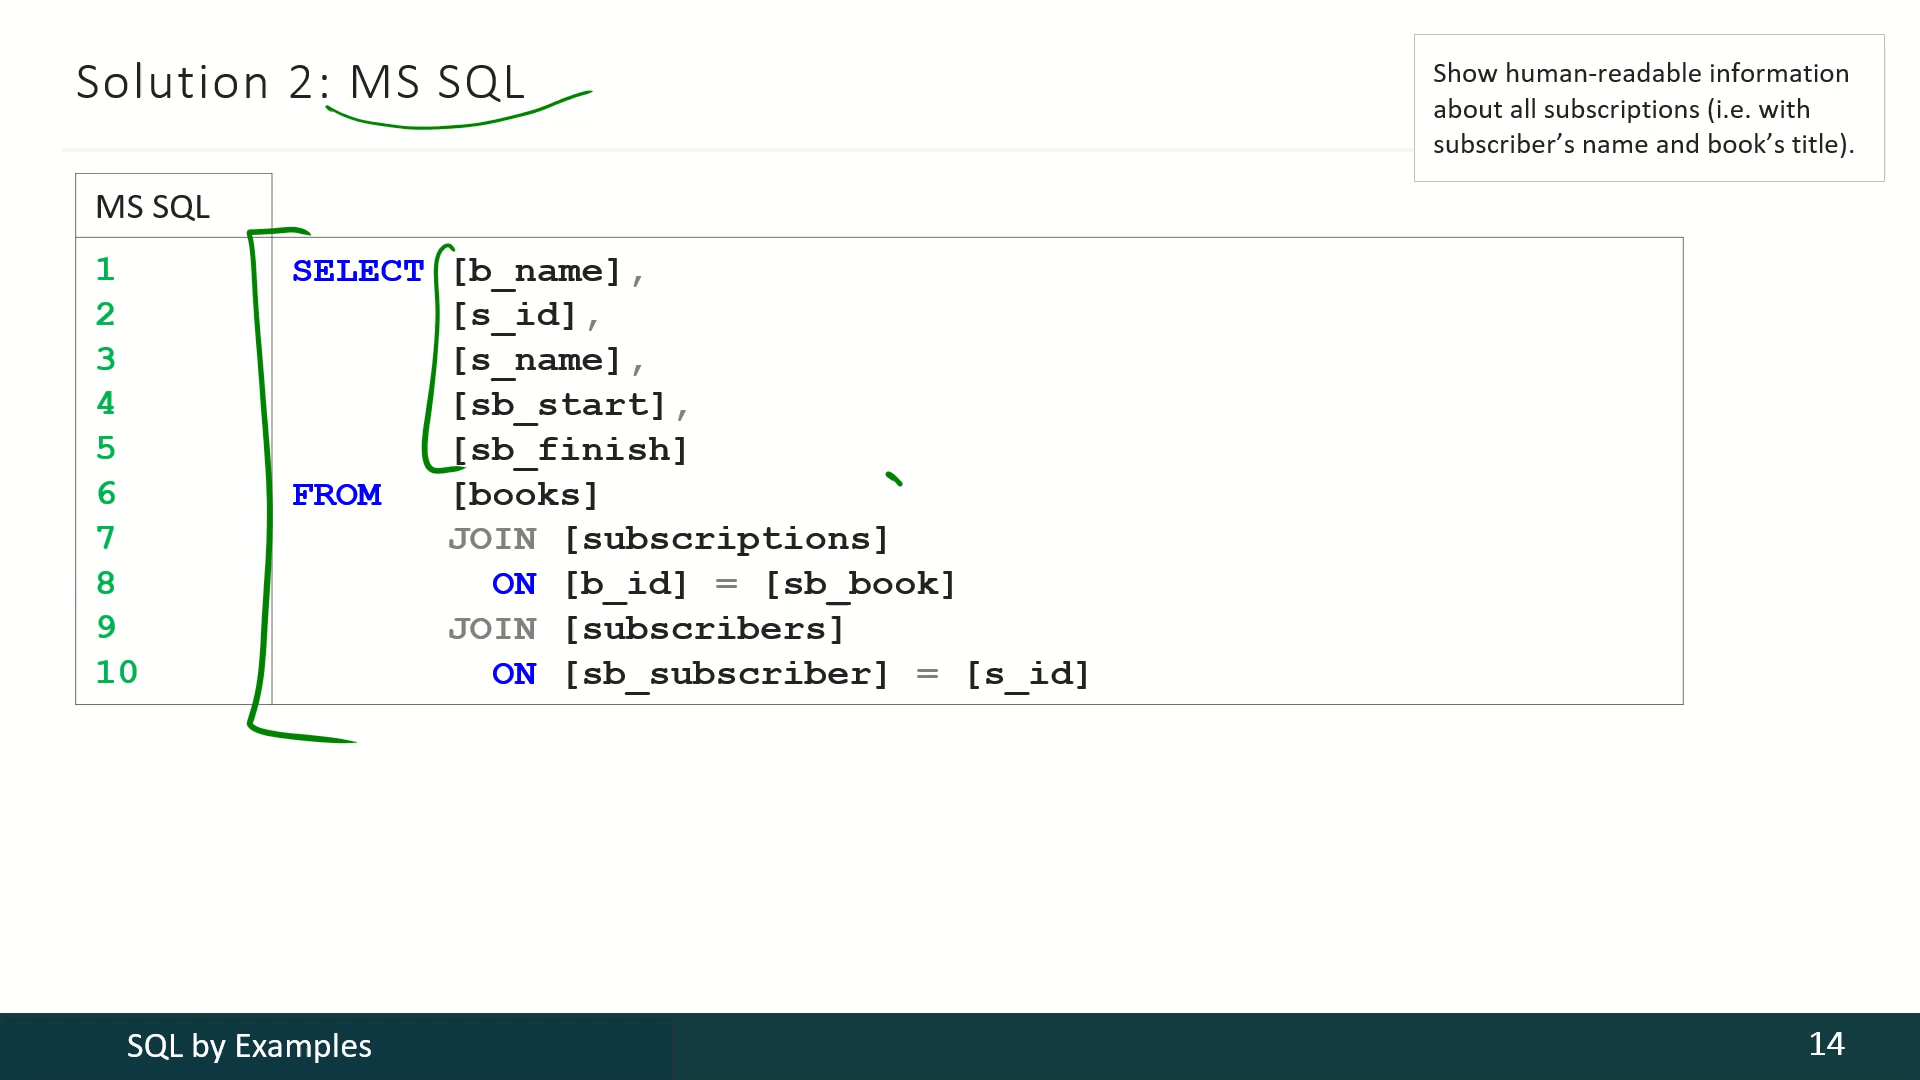 Solution 2: MS SQL
Show human-readable information
about all subscriptions (i.e. with
subscriber’s name and book’s title).
MS SQL
1 SELECT [b_name],
2 [s_id],
3 [s_name],
4 [sb_start],
5 [sb_finish]
6 FROM [books]
7 JOIN [subscriptions]
8 ON [b_id] = [sb_book]
9 JOIN [subscribers]
10 ON [sb_subscriber] = [s_id]
SQL by Examples
14